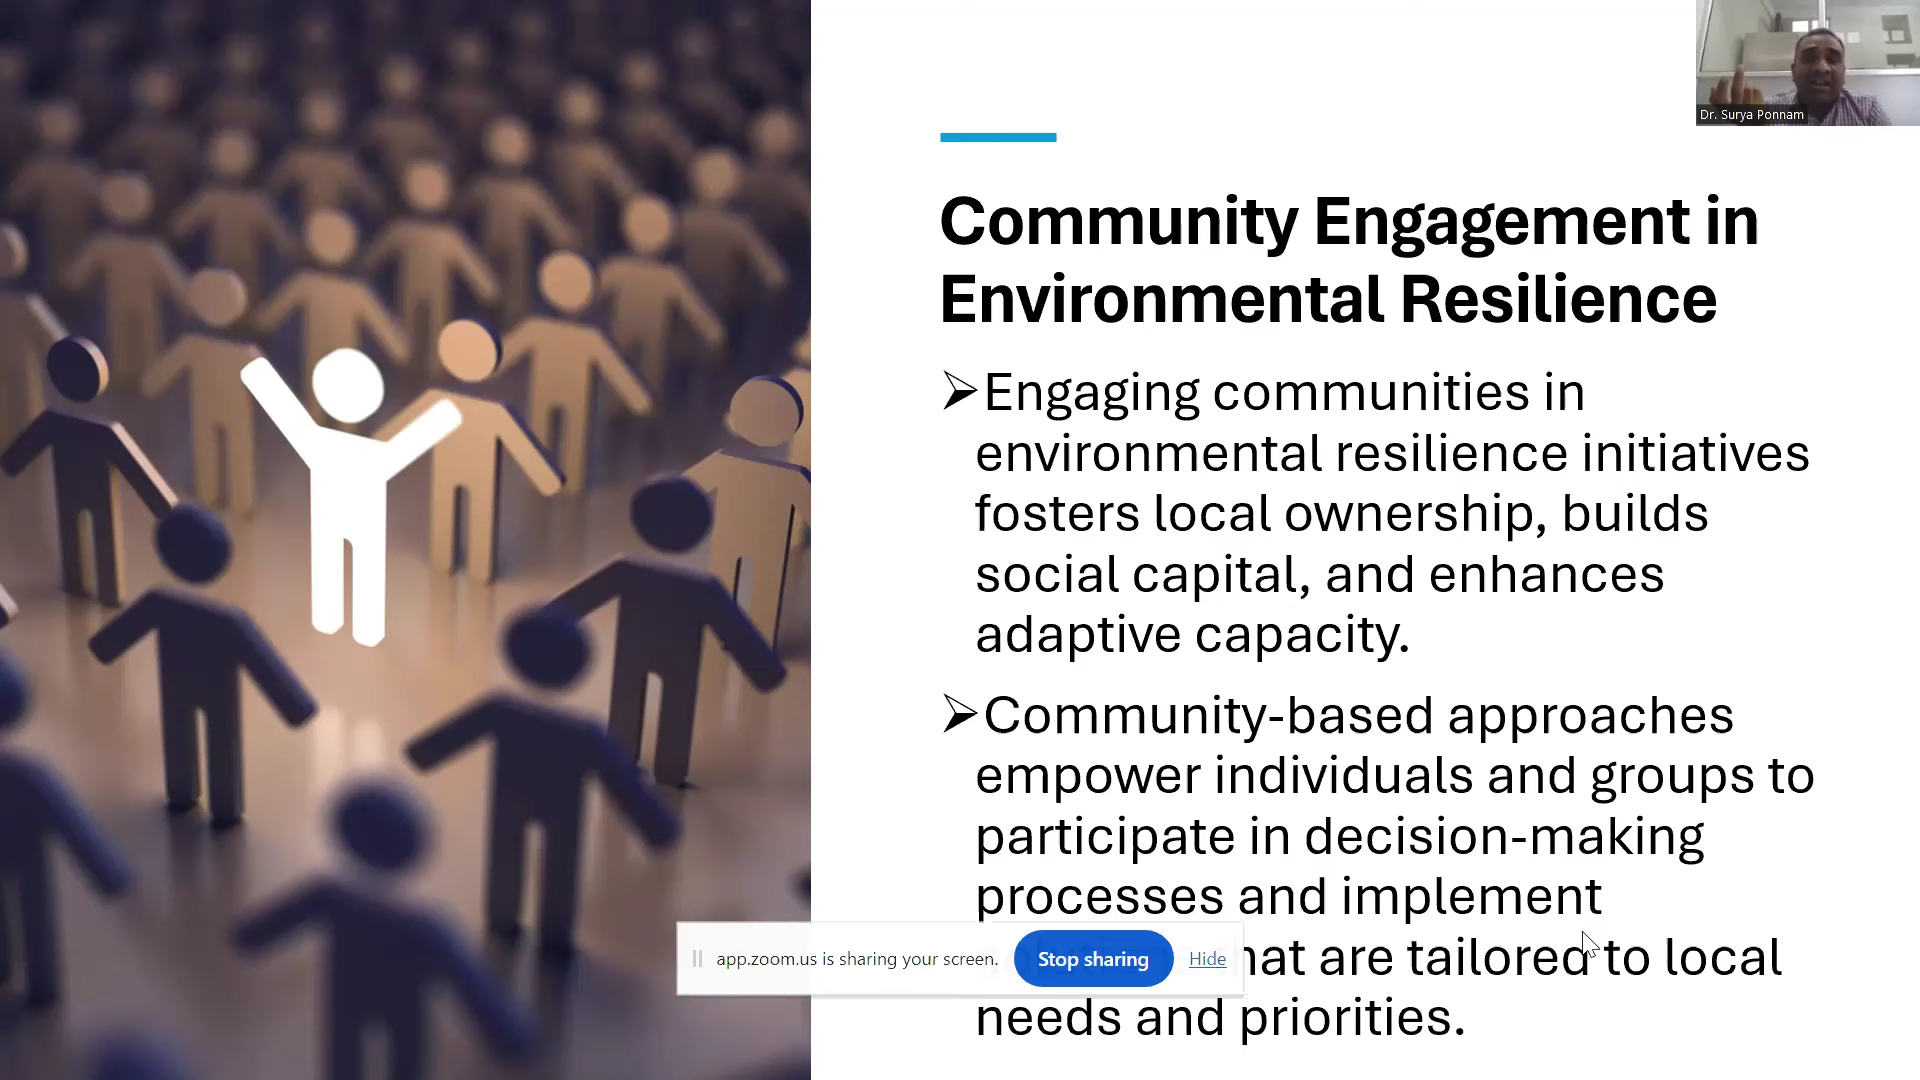 Dr. Surya Ponnam
Community Engagement in
Environmental Resilience
➢Engaging communities in
environmental resilience initiatives
fosters local ownership, builds
social capital, and enhances
adaptive capacity.
➢Community-based approaches
empower individuals and groups to
participate in decision-making
processes and implement
that are tailored to local
needs and priorities.
app.zoom.us is sharing your screen.
Stop sharing
Hide